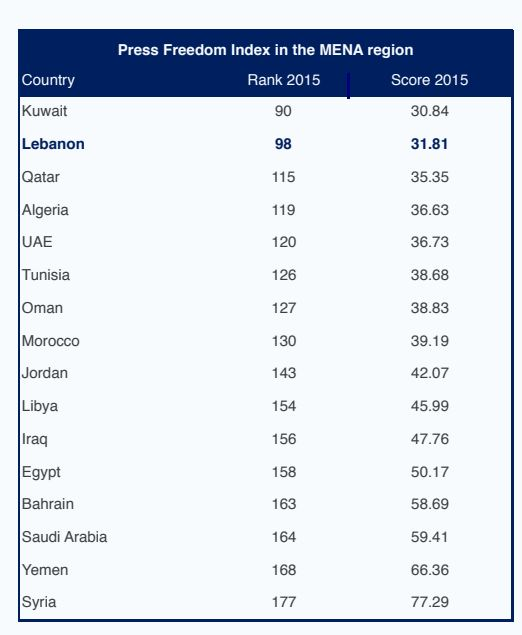 Press Freedom Index in the MENA region
Country Rank 2015 Score 2015
Kuwait 90 30.84
Lebanon 98 31.81
Qatar 115 35.35
Algeria 119 36.63
UAE 120 36.73
Tunisia 126 38.68
Oman 127 38.83
Morocco 130 39.19
Jordan 143 42.07
Libya 154 45.99
Iraq 156 47.76
Egypt 158 50.17
Bahrain 163 58.69
Saudi Arabia 164 59.41
Yemen 168 66.36
Syria 177 77.29